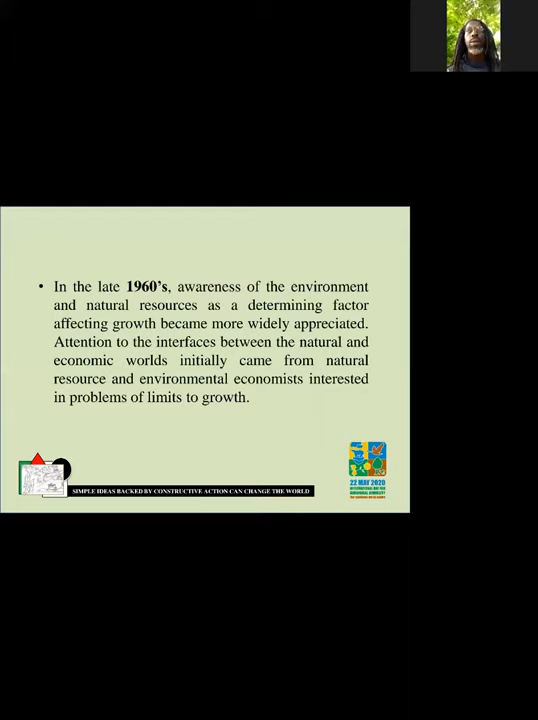 • In the late 1960's, awareness of the environment
and natural resources as a determining factor
affecting growth became more widely appreciated.
Attention to the interfaces between the natural and
economic worlds initially came from natural
resource and environmental economists interested
in problems of limits to growth.
SIMPLE IDEAS BACKED BY CONSTRUCTIVE ACTION CAN CHANGE THE WORLD
22 MAY 2020
INTERNATIONAL DAY FOR
BIOLOGICAL DIVERSITY